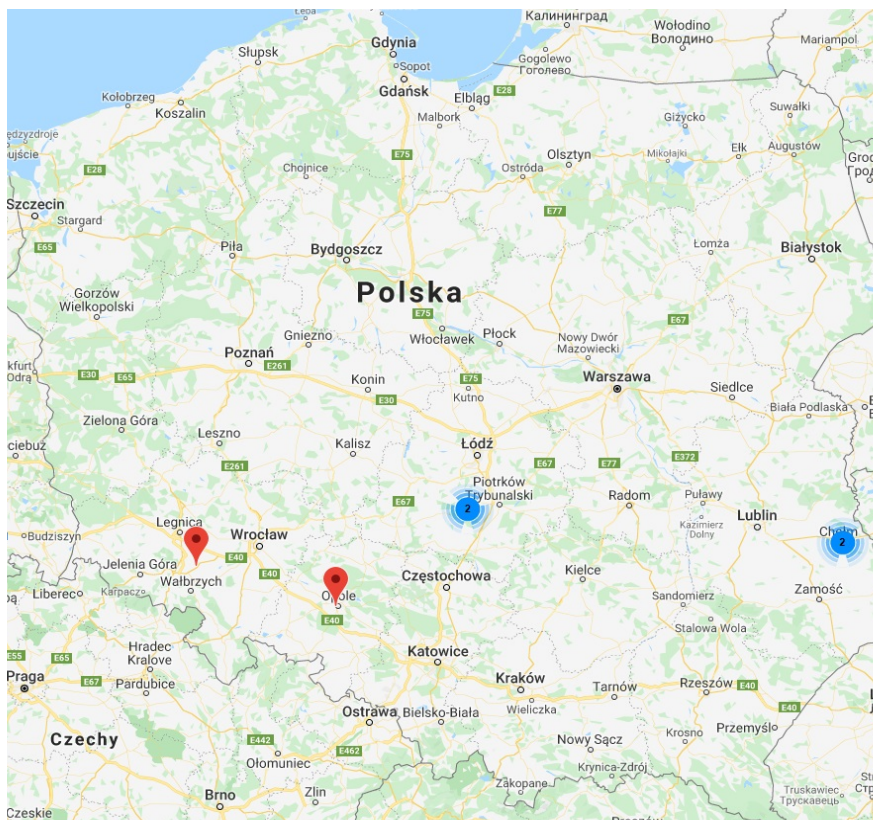 Калининград
Gdynia
Wołodino
Володино
Mariampol
Słupsk
Sopot
Gogolewo
Гоголево
Gdańsk
E28
Elbląg
Kołobrzeg
Koszalin
Malbork
Giżycko
Suwałki
E75
Olsztyn
Ełk
Augustów
E28
Chojnice
Ostróda
Mikołajki
Szczecin
Stargard
E77
E65
Piła
Bydgoszcz
Łomża
Białystok
Polska
Gorzów
Wielkopolski
E75
E67
Gniezno
Włocławek
Płock
Nowy Dwór
Mazowiecki
Poznań
E261
E30
E65
Konin
E75
Warszawa
Siedlce
E30
Kutno
Biała Podlaska
Zielona Góra
Leszno
Kalisz
Łódź
E261
E67
E77
E372
E67
Piotrków
Trybunalski
Radom
Puławy
2
Legnica
Wrocław
Kazimierz
Dolny
Lublin
Chełm
2
Budziszyn
E40
Jelenia Góra
E40
Częstochowa
Kielce
Wałbrzych
Karpacz
Liberec
Opole
E40
Sandomierz
Zamość
Stalowa Wola
Hradec
Kralove
Katowice
E55
E65
Praga
E67
Pardubice
Kraków
Tarnów
Rzeszów
E40
Wieliczka
E40
Ostrawa
Bielsko-Biała
Czechy
E442
E462
Nowy Sącz
Krosno
Przemyśl
Ołomuniec
Krynica-Zdrój
Zakopane
Brno
Zlin
Truskawiec
Трускавець
Czeskie